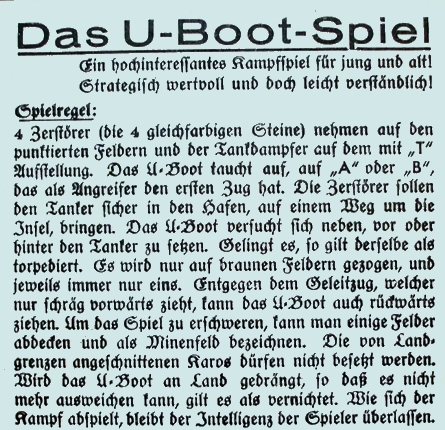 Das U-Boot-Spiel
Ein hochinteressantes Kampfspiel für jung und alt!
Strategisch wertvoll und doch leicht verständlich!
Spielregel:
4 Zerstörer (die 4 gleichfarbigen Steine) nehmen auf den
punktierten Feldern und der Tankdampfer auf dem mit „T“
Aufstellung. Das U-Boot taucht auf, auf „A“ oder „B“,
das als Angreifer den ersten Zug hat. Die Zerstörer sollen
den Tanker sicher in den Hafen, auf einem Weg um die
Insel, bringen. Das U-Boot versucht sich neben, vor oder
hinter den Tanker zu setzen. Gelingt es, so gilt derselbe als
torpediert. Es wird nur auf braunen Feldern gezogen, und
jeweils immer nur eins. Entgegen dem Geleitzug, welcher
nur schräg vorwärts zieht, kann das U-Boot auch rückwärts
ziehen. Um das Spiel zu erschweren, kann man einige Felder
abdecken und als Minenfeld bezeichnen. Die von Land-
grenzen angeschnittenen Karos dürfen nicht besetzt werden.
Wird das U-Boot an Land gedrängt, so daß es nicht
mehr ausweichen kann, gilt es als vernichtet. Wie sich der
Kampf abspielt, bleibt der Intelligenz der Spieler überlassen.